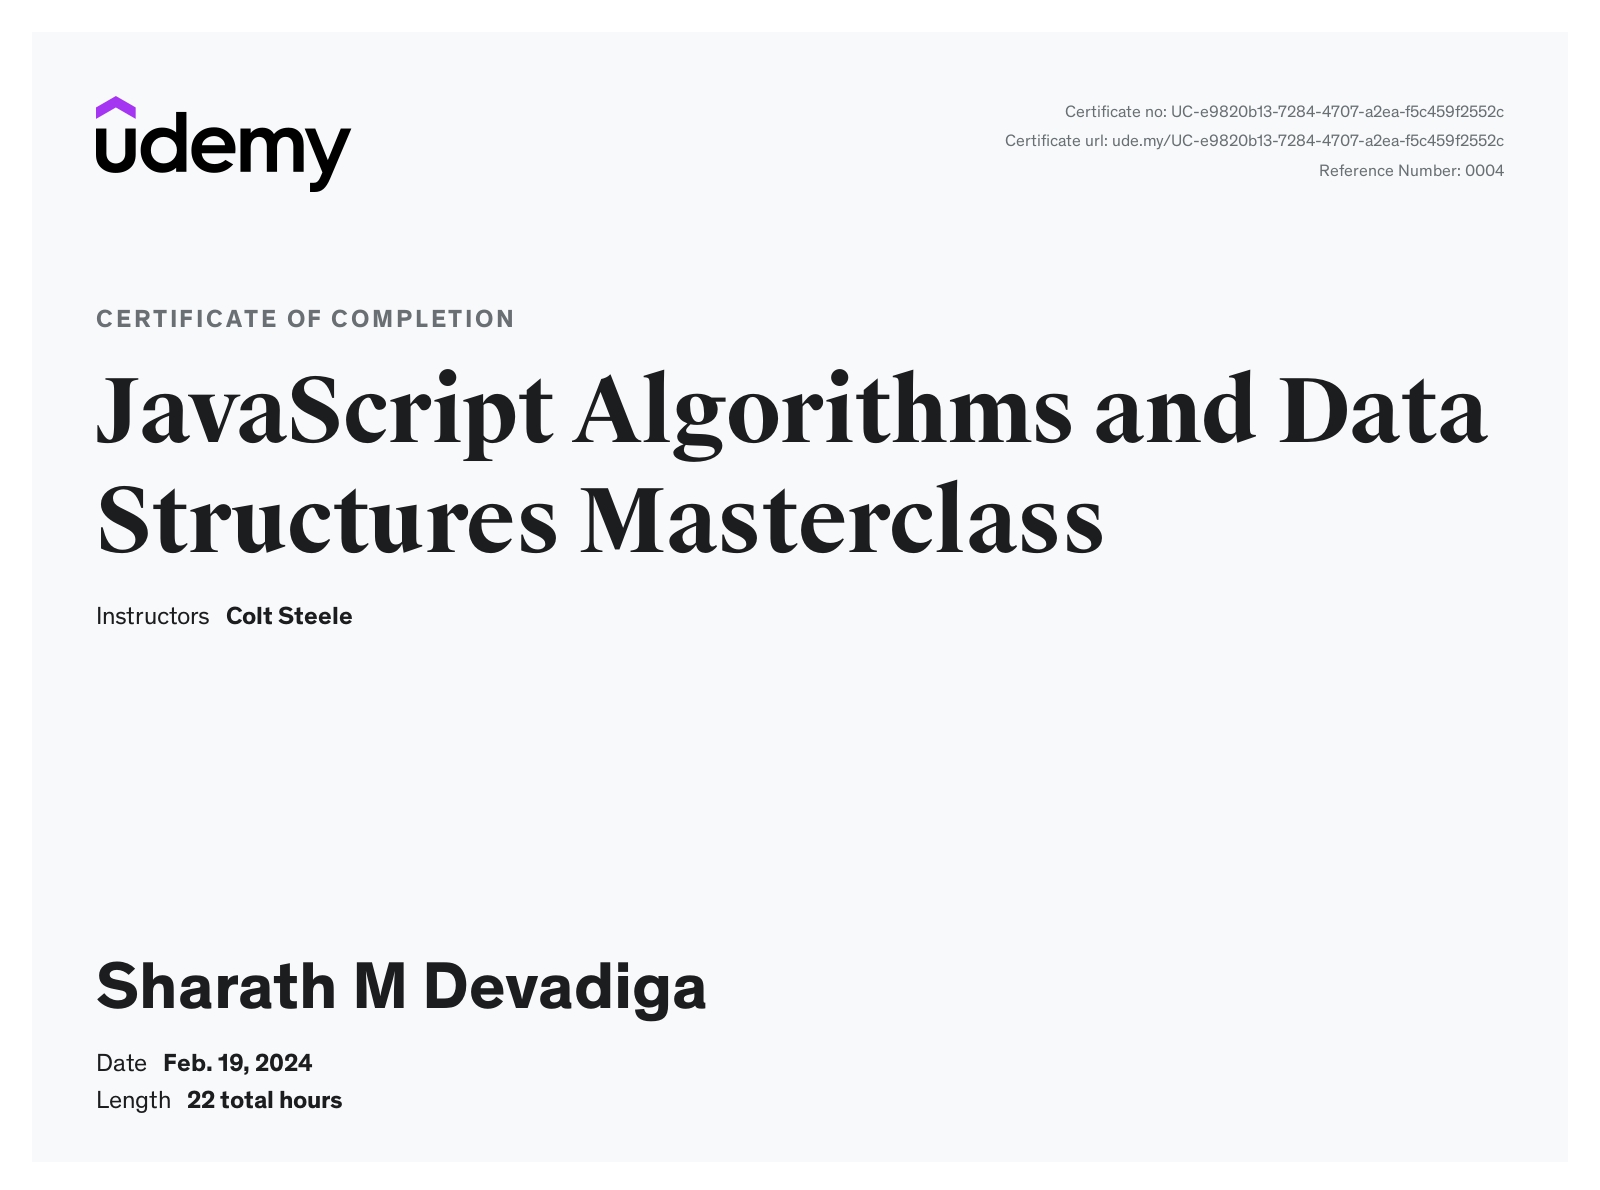 udemy
Certificate no: UC-e9820b13-7284-4707-a2ea-f5c459f2552c
Certificate url: ude.my/UC-e9820b13-7284-4707-a2ea-f5c459f2552c
Reference Number: 0004
CERTIFICATE OF COMPLETION
JavaScript Algorithms and Data
Structures Masterclass
Instructors Colt Steele
Sharath M Devadiga
Date Feb. 19, 2024
Length 22 total hours